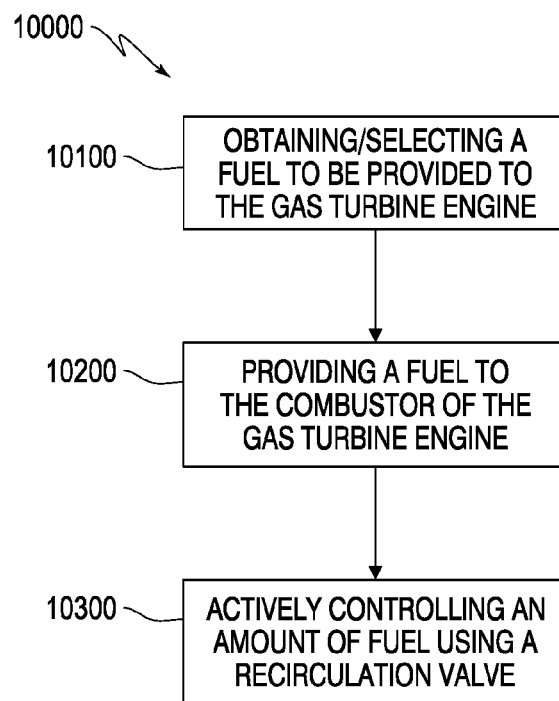 10000
10100
OBTAINING/SELECTING A
FUEL TO BE PROVIDED TO
THE GAS TURBINE ENGINE
10200
PROVIDING A FUEL TO
THE COMBUSTOR OF THE
GAS TURBINE ENGINE
10300
ACTIVELY CONTROLLING AN
AMOUNT OF FUEL USING A
RECIRCULATION VALVE